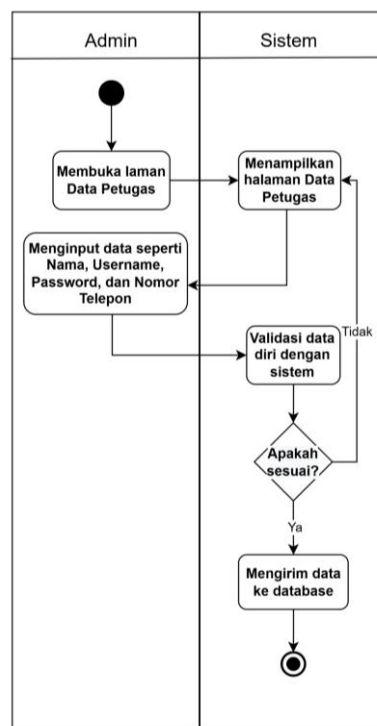 Admin
Sistem
Membuka laman
Data Petugas
Menampilkan
halaman Data
Petugas
Menginput data seperti
Nama, Username,
Password, dan Nomor
Telepon
Tidak
Validasi data
diri dengan
sistem
Apakah
sesuai?
Ya
Mengirim data
ke database